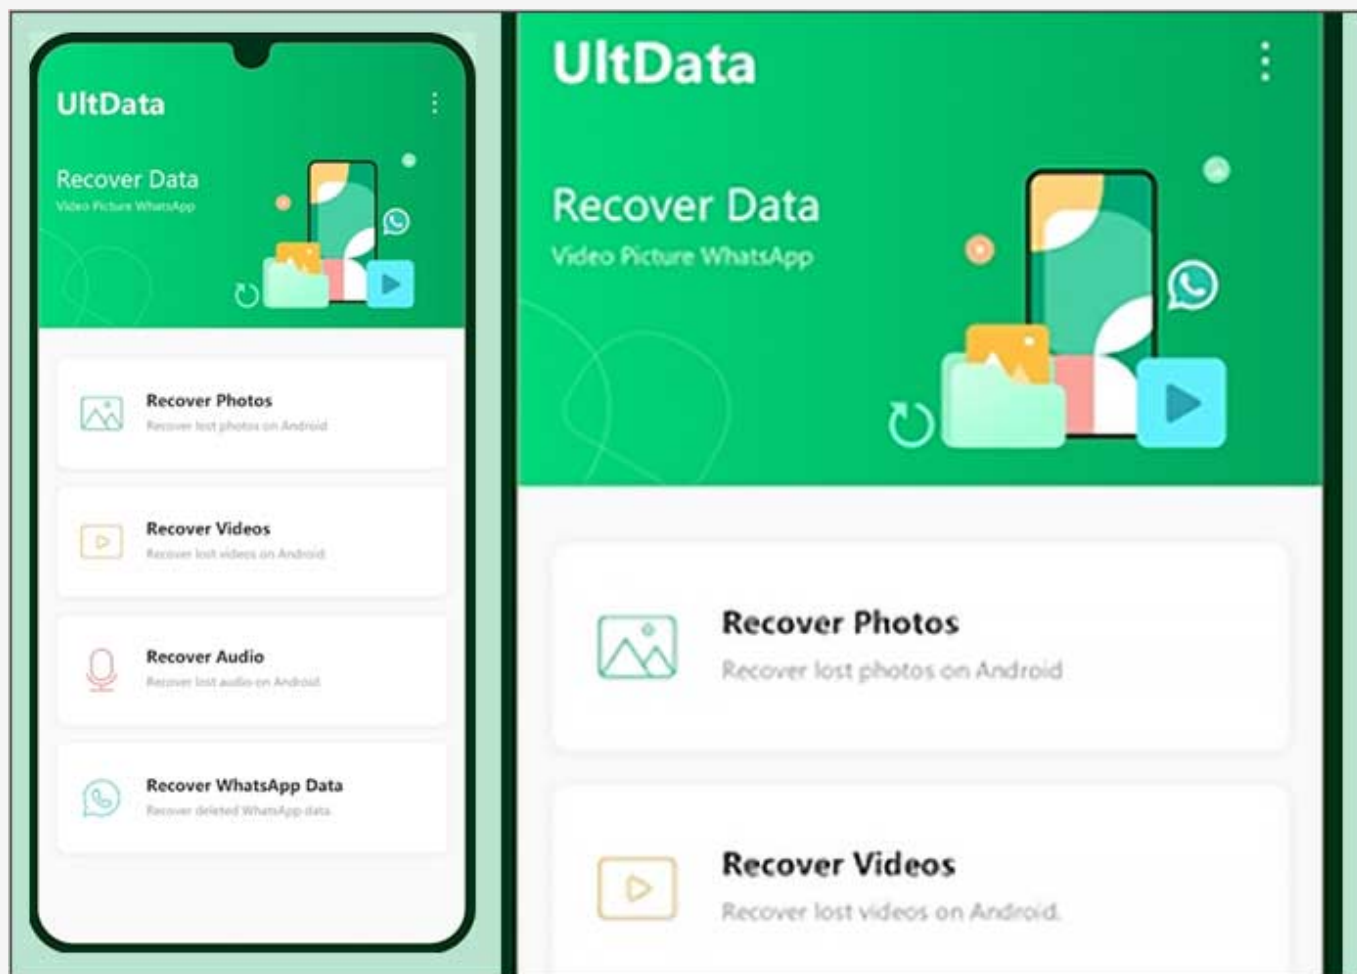 UltData
Recover Data
Video Picture WhatsApp
Recover Photos
Recover lost photos on Android
Recover Videos
Recover lost videos on Android.
Recover Audio
Recover lost audio on Android.
Recover WhatsApp Data
Recover deleted WhatsApp data.
UltData
Recover Data
Video Picture WhatsApp
Recover Photos
Recover lost photos on Android
Recover Videos
Recover lost videos on Android.